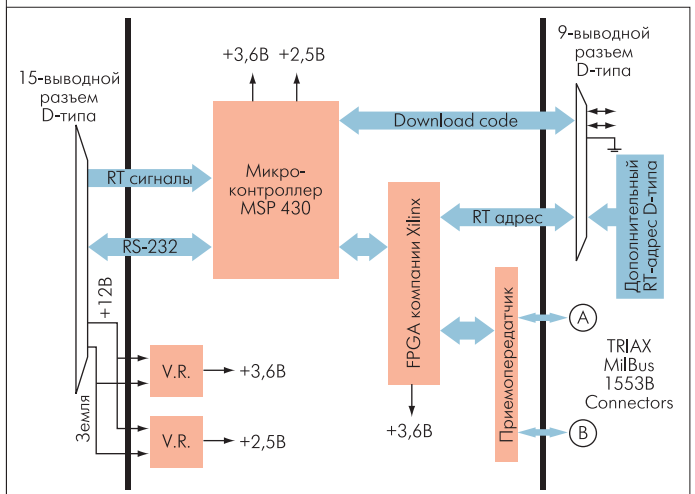 15-выводной
разъем
D-типа
+3,6В
+2,5В
9-выводной
разъем
D-типа
Download code
RT сигналы
Микро-
контроллер
MSP 430
RS-232
FPGA компании Xilinx
RT адрес
Дополнительный
RT-адрес D-типа
+12В
Земля
V.R.
+3,6В
V.R.
+2,5В
+3,6В
Приемопередатчик
A
B
TRIAX
MilBus
1553B
Connectors